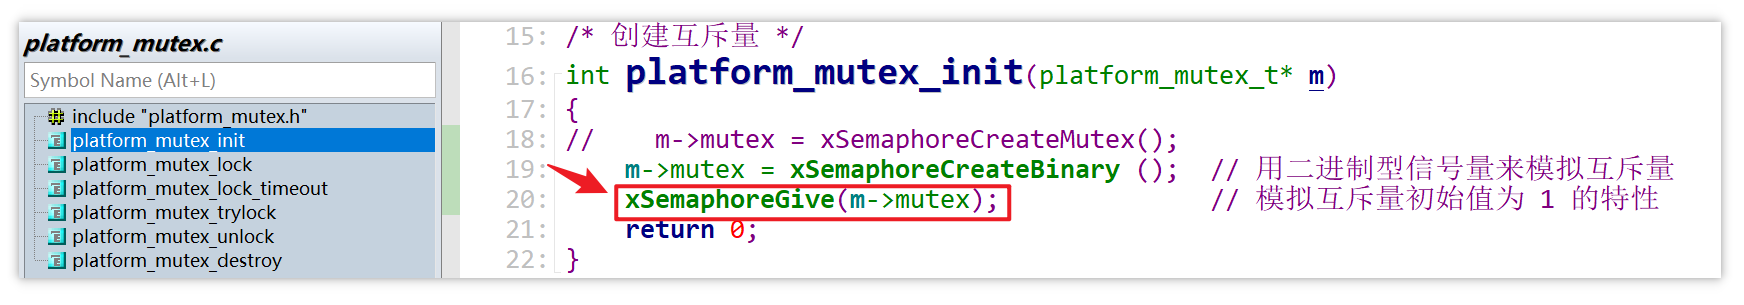 platform_mutex.c
Symbol Name (Alt+L)
include "platform_mutex.h"
platform_mutex_init
platform_mutex_lock
platform_mutex_lock_timeout
platform_mutex_trylock
platform_mutex_unlock
platform_mutex_destroy
15: /* 创建互斥量 */
16: int platform_mutex_init(platform_mutex_t* m)
17: {
18: //    m->mutex = xSemaphoreCreateMutex();
19:     m->mutex = xSemaphoreCreateBinary ();  // 用二进制型信号量来模拟互斥量
20:     xSemaphoreGive(m->mutex);              // 模拟互斥量初始值为 1 的特性
21:     return 0;
22: }